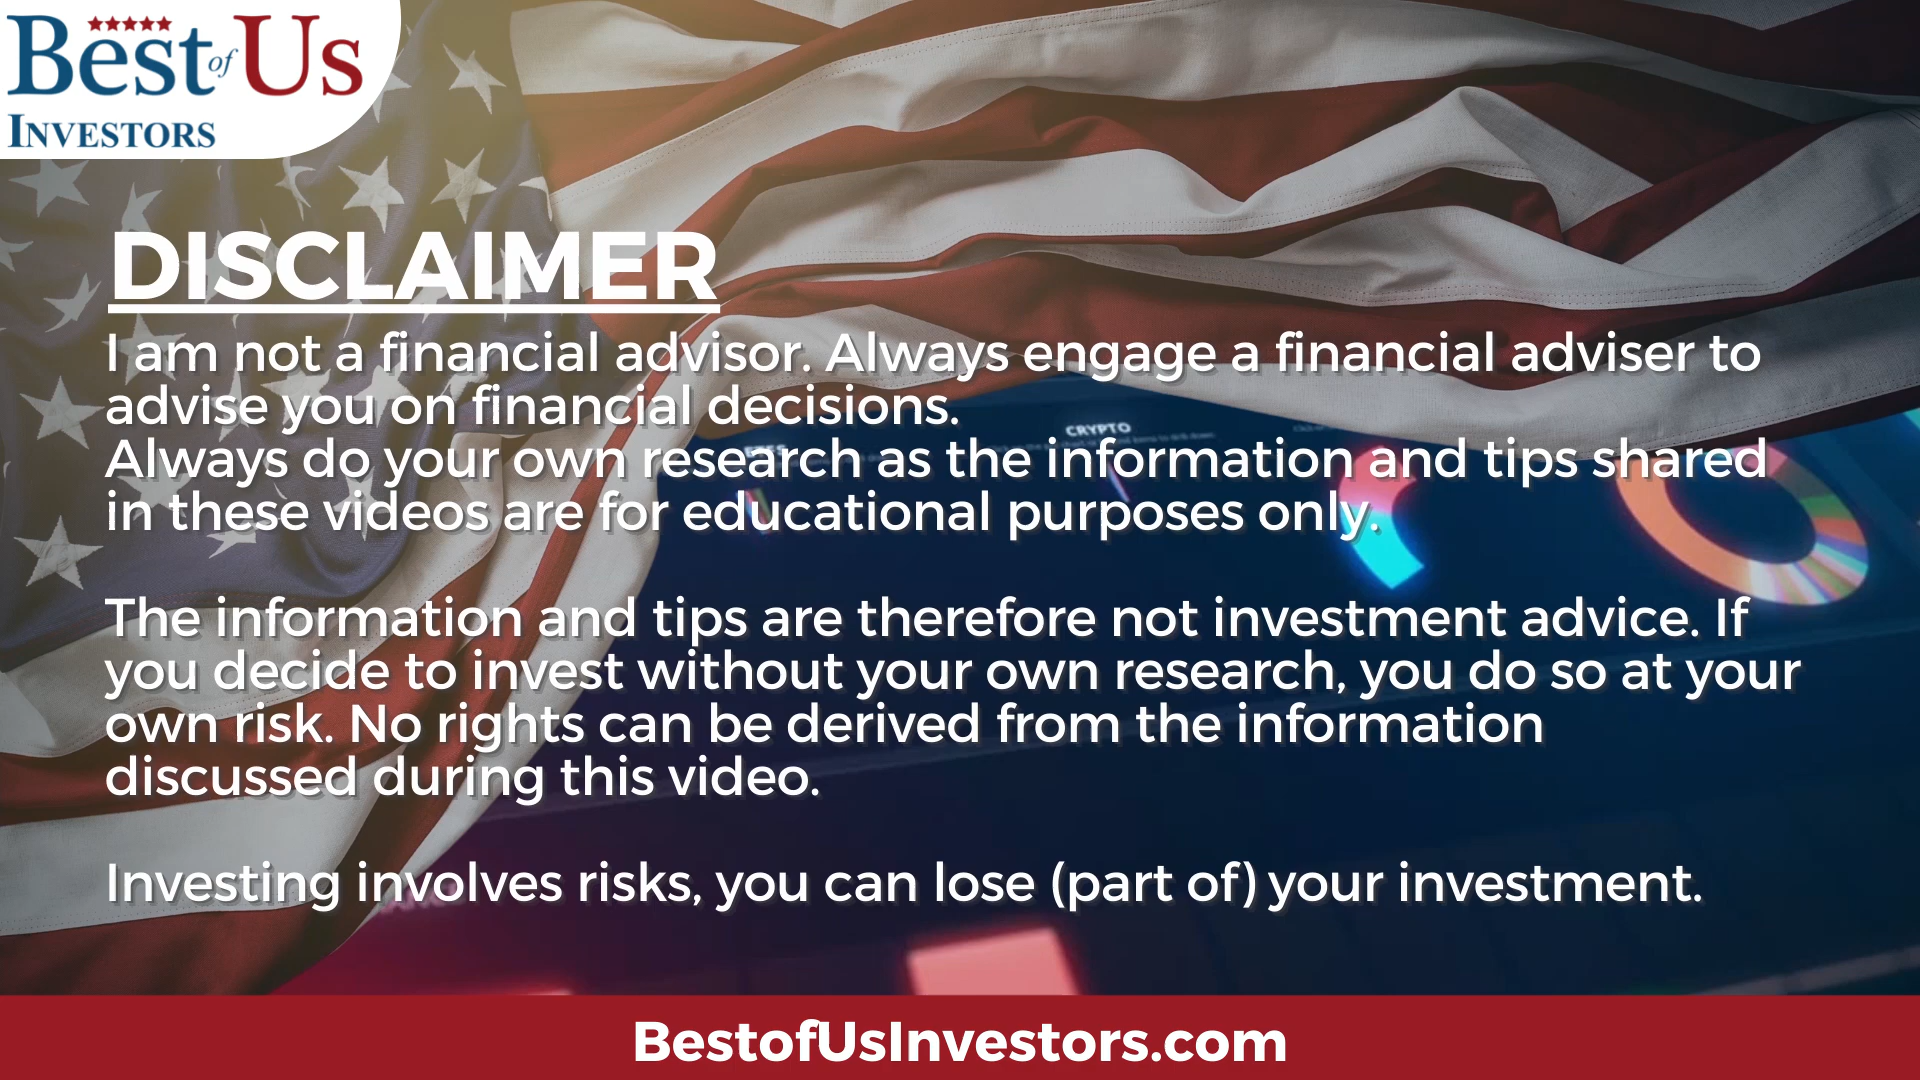 Best of Us
INVESTORS
DISCLAIMER
I am not a financial advisor. Always engage a financial adviser to
advise you on financial decisions.
CRYPTO
Always do your own research as the information and tips shared
in these videos are for educational purposes only.
The information and tips are therefore not investment advice. If
you decide to invest without your own research, you do so at your
own risk. No rights can be derived from the information
discussed during this video.
Investing involves risks, you can lose (part of) your investment.
BestofUsInvestors.com